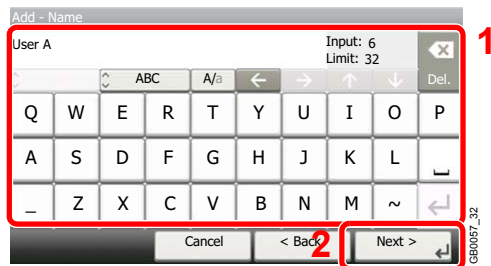 Add - Name
User A Input: 6
Limit: 32
1
ABC A/a ← → ↑ ↓ Del.
Q W E R T Y U I O P
A S D F G H J K L
_ Z X C V B N M ~
2
Cancel < Back Next >
GB0057_32